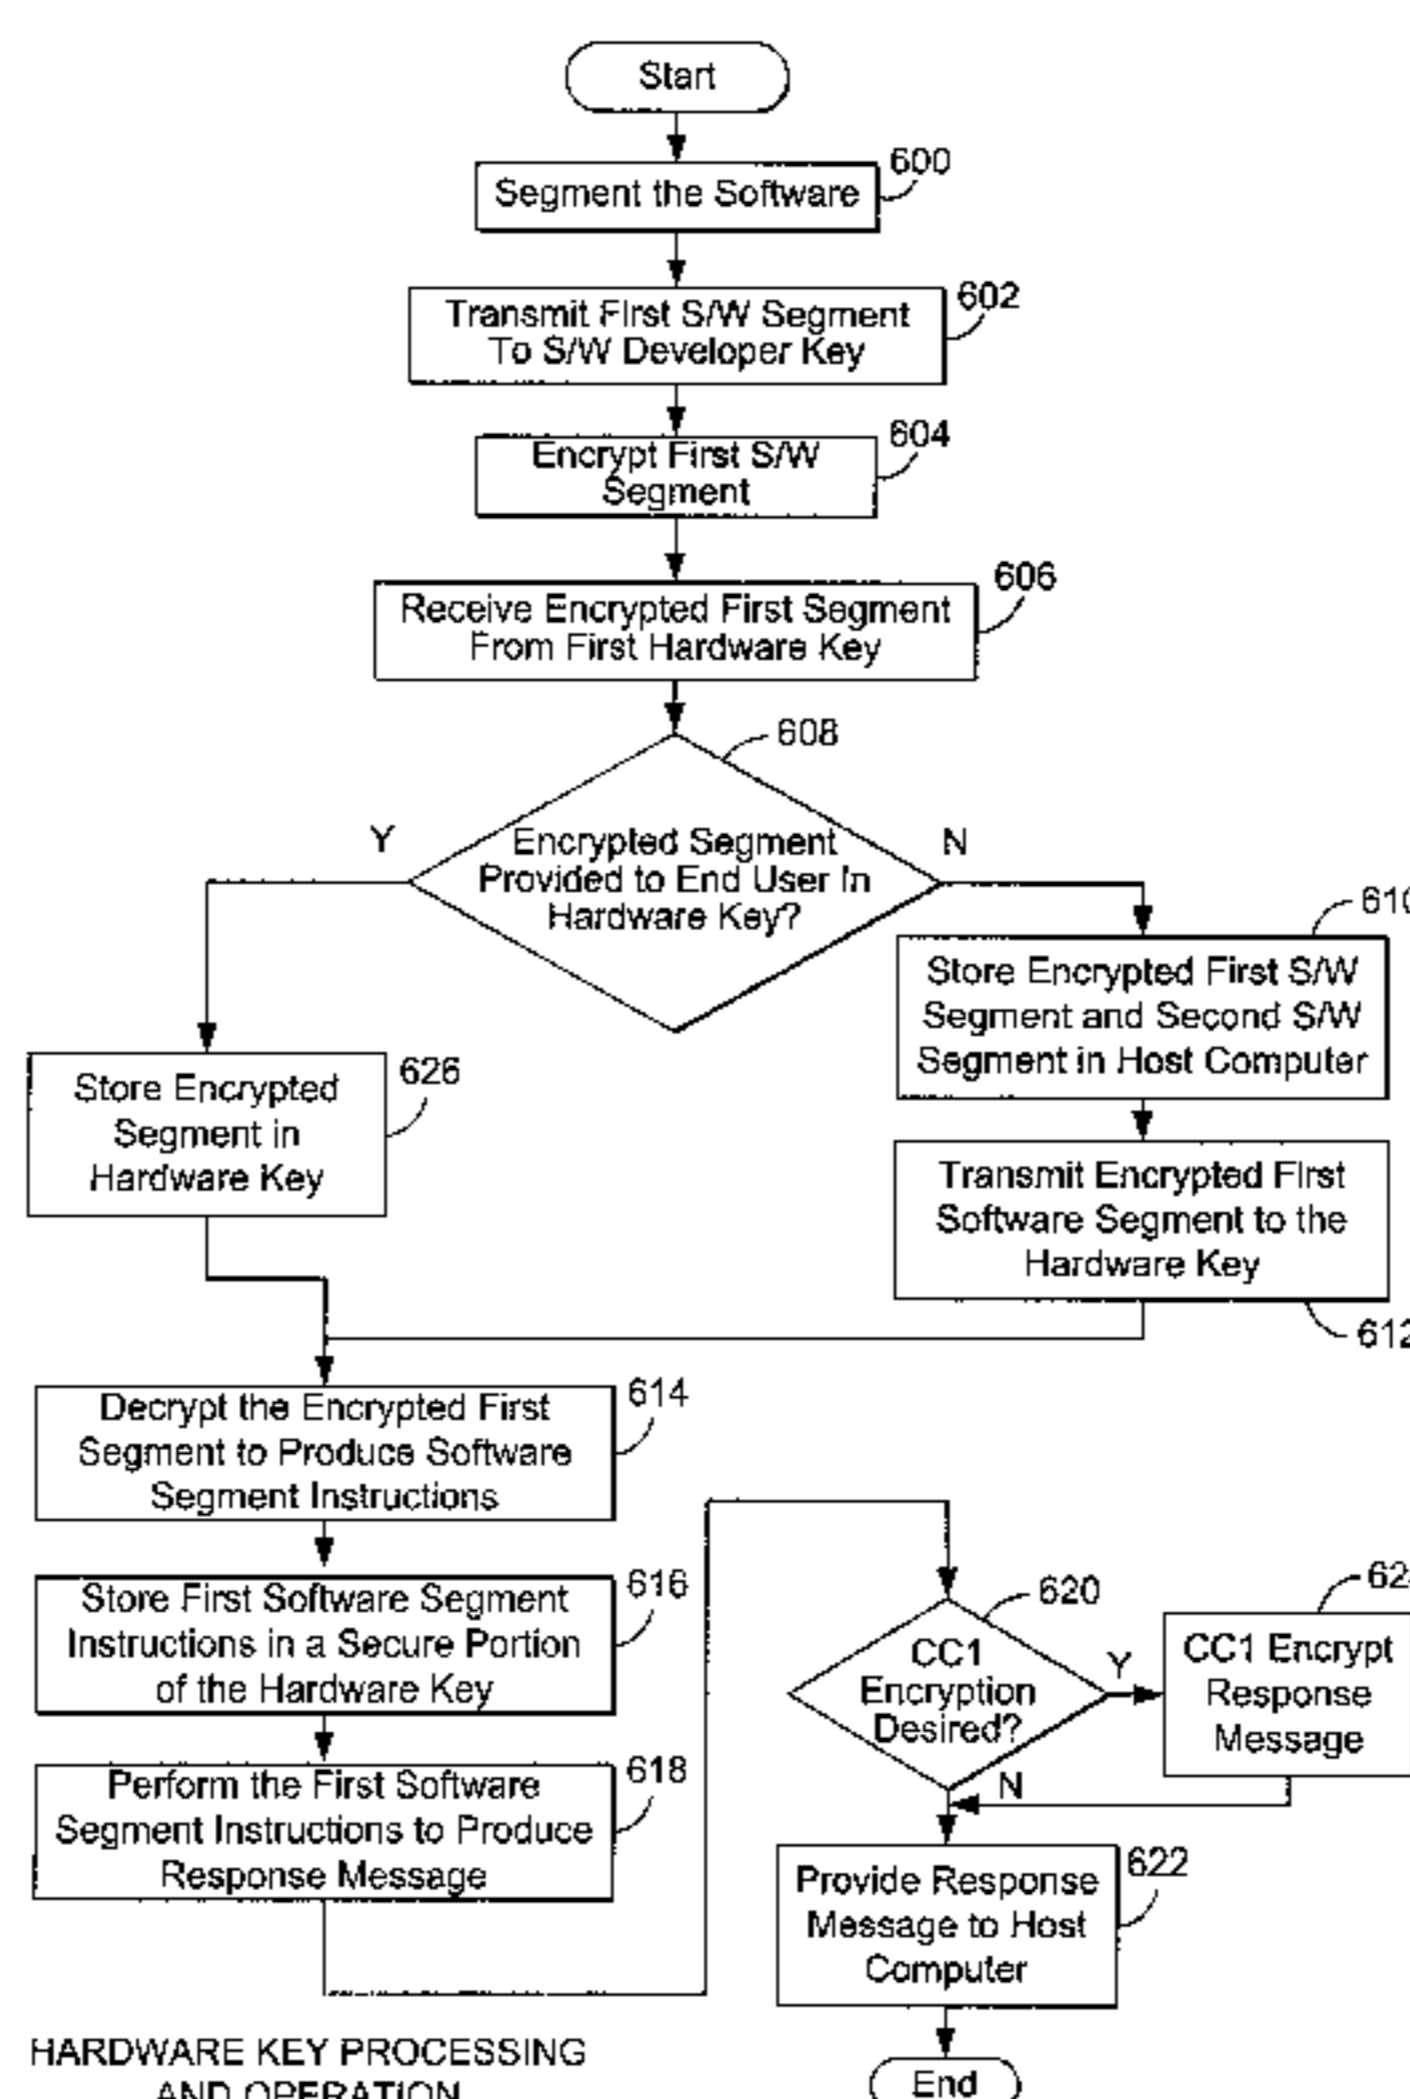 Start
600
Segment the Software
602
Transmit First S/W Segment
To S/W Developer Key
604
Encrypt First S/W
Segment
606
Receive Encrypted First Segment
From First Hardware Key
608
Y
N
Encrypted Segment
Provided to End User in
Hardware Key?
610
Store Encrypted First S/W
Segment and Second S/W
Segment in Host Computer
626
Store Encrypted
Segment in
Hardware Key
Transmit Encrypted First
Software Segment to the
Hardware Key
612
614
Decrypt the Encrypted First
Segment to Produce Software
Segment Instructions
616
Store First Software Segment
Instructions in a Secure Portion
of the Hardware Key
618
Perform the First Software
Segment Instructions to Produce
Response Message
620
CC1
Encryption
Desired?
Y
N
CC1 Encrypt
Response
Message
622
Provide Response
Message to Host
Computer
End
HARDWARE KEY PROCESSING
AND OPERATION